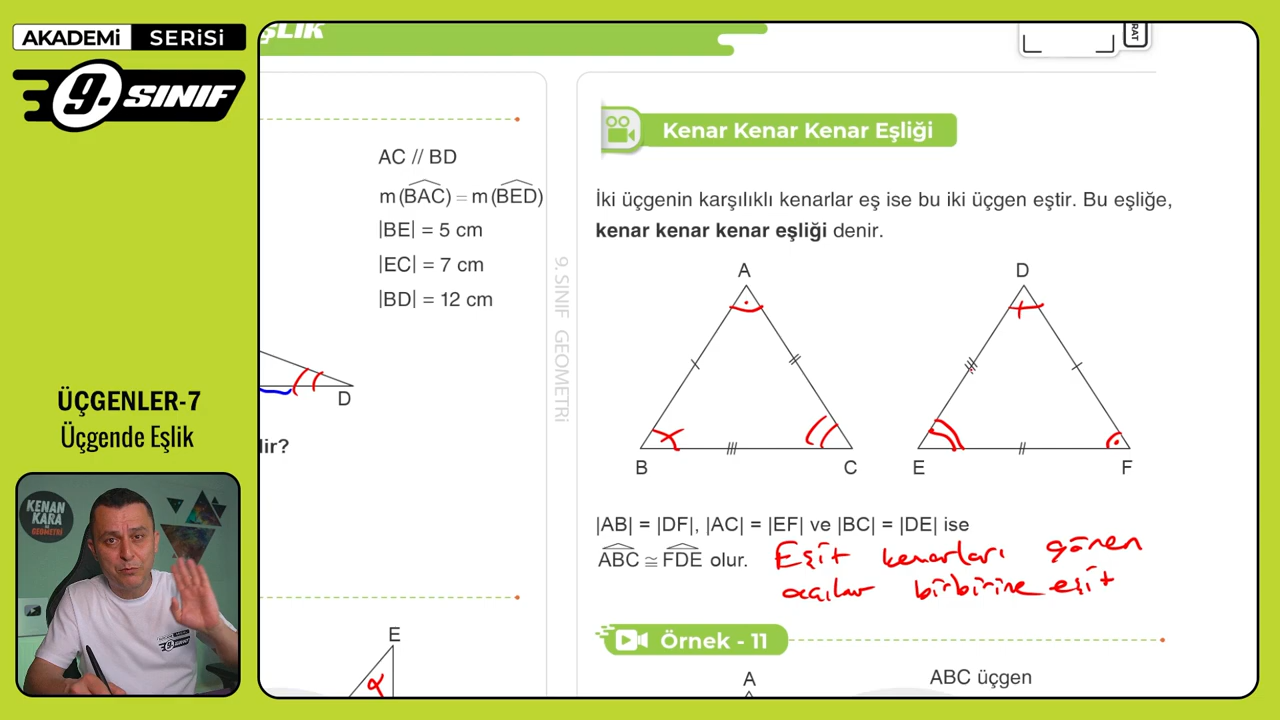 AKADEMİ SERİSİ
9. SINIF
ÜÇGENLER-7
Üçgende Eşlik
KENAN
KARA
GEOMETRI
9. SINIF
ŞLİK
AC // BD
m(BAC) = m(BED)
|BE| = 5 cm
|EC| = 7 cm
|BD| = 12 cm
D
lir?
E
α
9. SINIF GEOMETRİ
RAT
Kenar Kenar Kenar Eşliği
İki üçgenin karşılıklı kenarlar eş ise bu iki üçgen eştir. Bu eşliğe,
kenar kenar kenar eşliği denir.
A D
B C E F
|AB| = |DF|, |AC| = |EF| ve |BC| = |DE| ise
ABC ≅ FDE olur. Eşit kenarları gören
açılar birbirine eşit
Örnek - 11
A
ABC üçgen